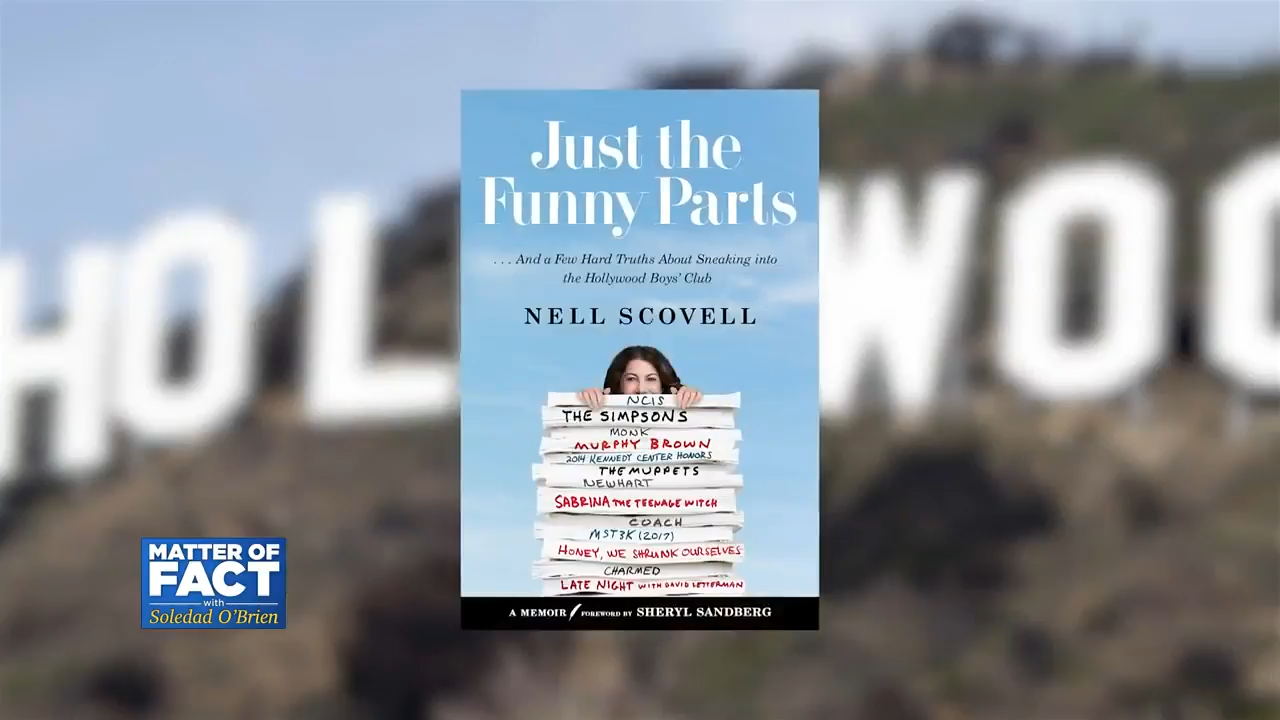 HOL WOO
Just the
Funny Parts
. . . And a Few Hard Truths About Sneaking into
the Hollywood Boys' Club
NELL SCOVELL
NCIS
THE SIMPSONS
MONK
MURPHY BROWN
2014 KENNEDY CENTER HONORS
THE MUPPETS
NEWHART
SABRINA THE TEENAGE WITCH
COACH
MST3K (2017)
HONEY, WE SHRUNK OURSELVES
CHARMED
LATE NIGHT WITH DAVID LETTERMAN
A MEMOIR / FOREWORD BY SHERYL SANDBERG
MATTER OF
FACT
with
Soledad O'Brien